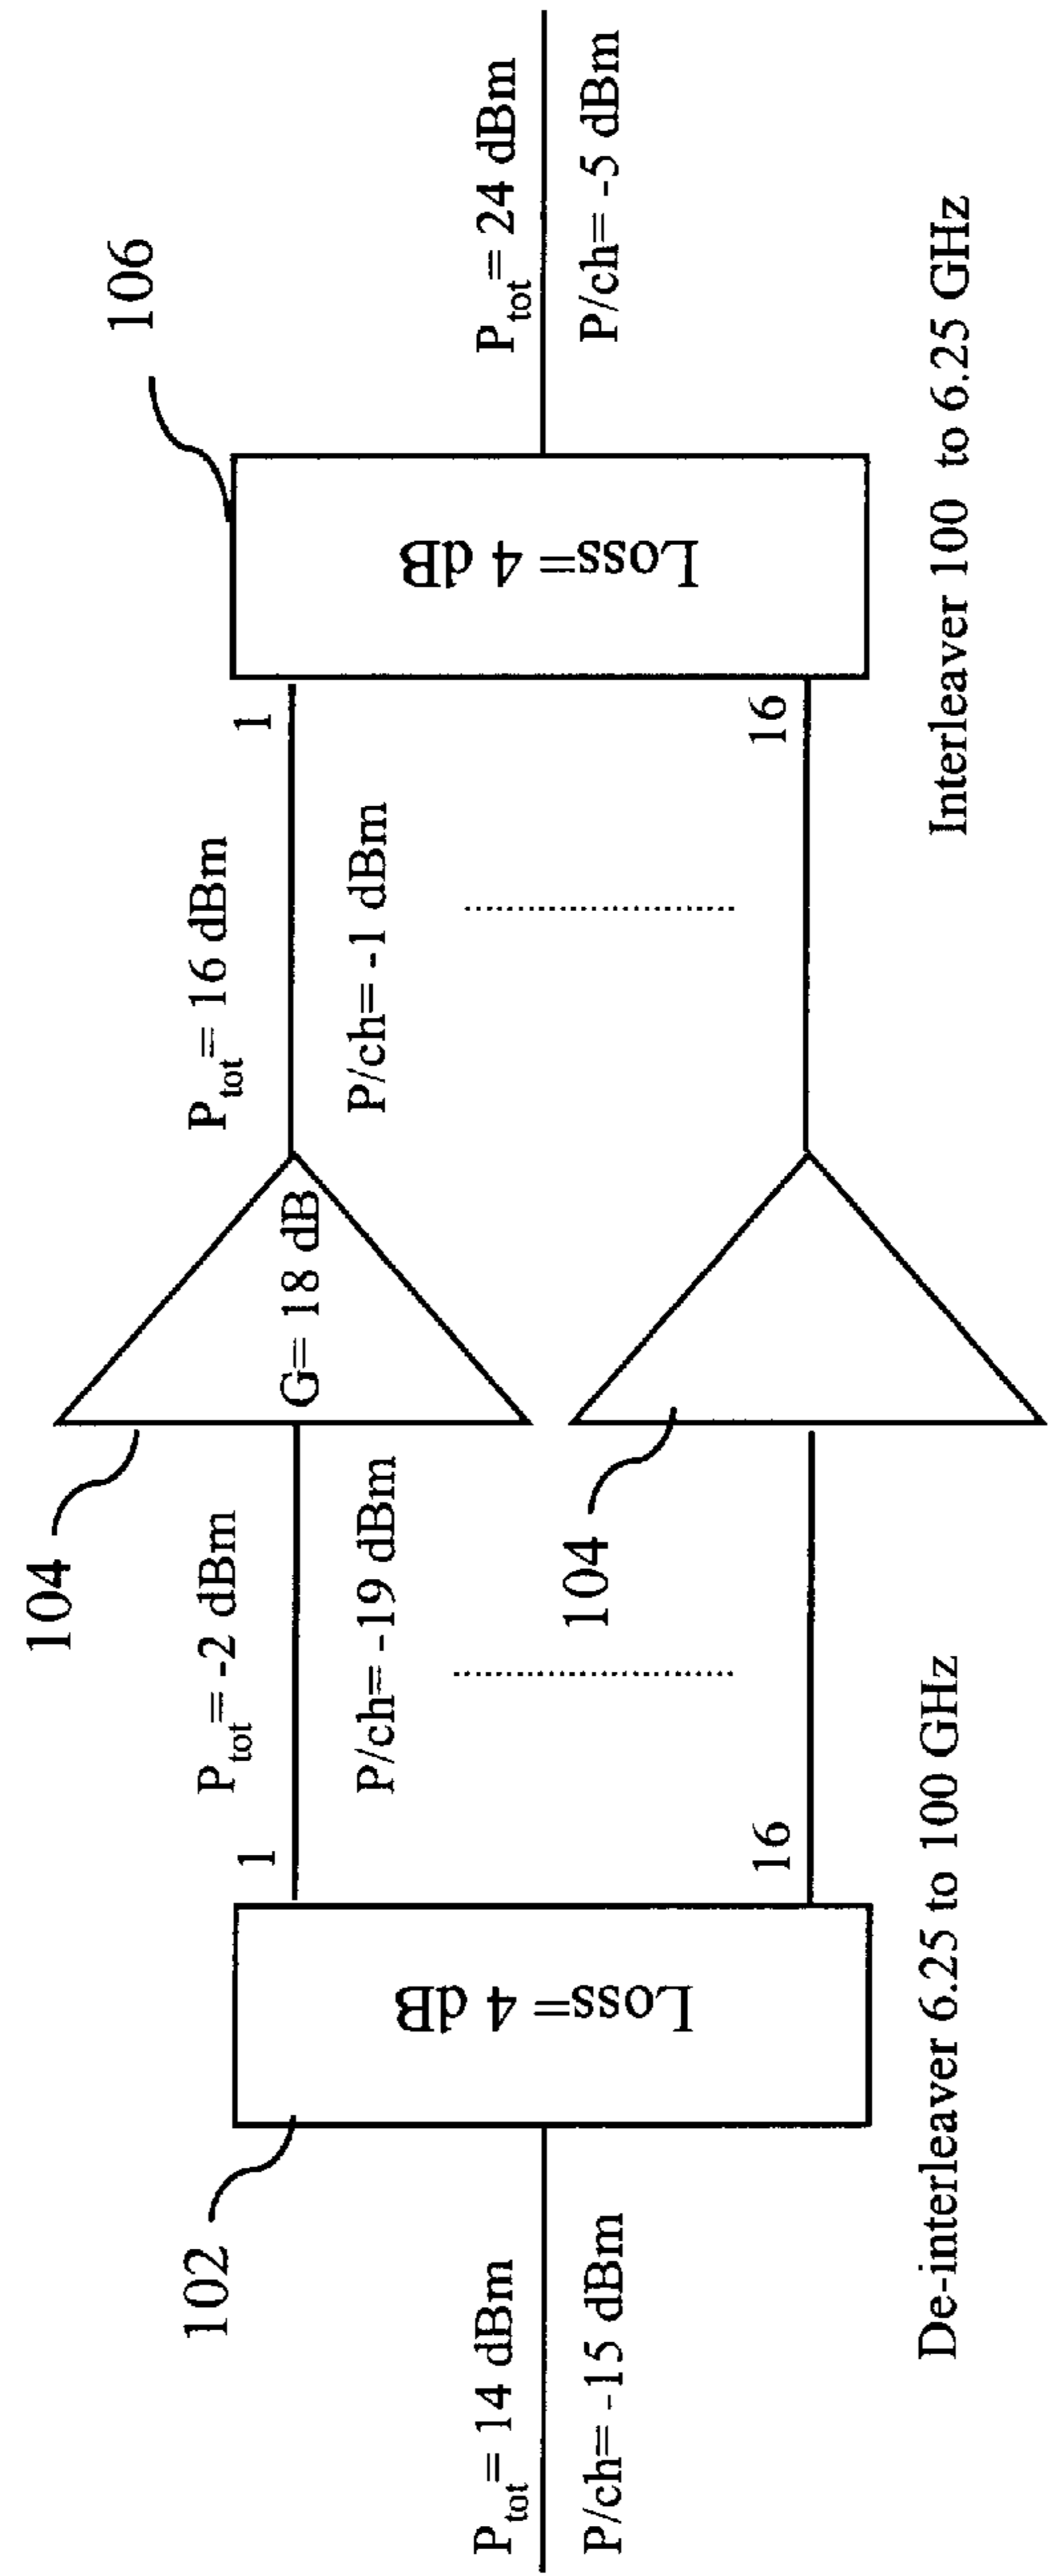 102
P_tot = 14 dBm
P/ch= -15 dBm
Loss= 4 dB
De-interleaver 6.25 to 100 GHz
1
16
P_tot = -2 dBm
P/ch= -19 dBm
104
G= 18 dB
104
P_tot = 16 dBm
P/ch= -1 dBm
1
16
106
Loss= 4 dB
Interleaver 100 to 6.25 GHz
P_tot = 24 dBm
P/ch= -5 dBm